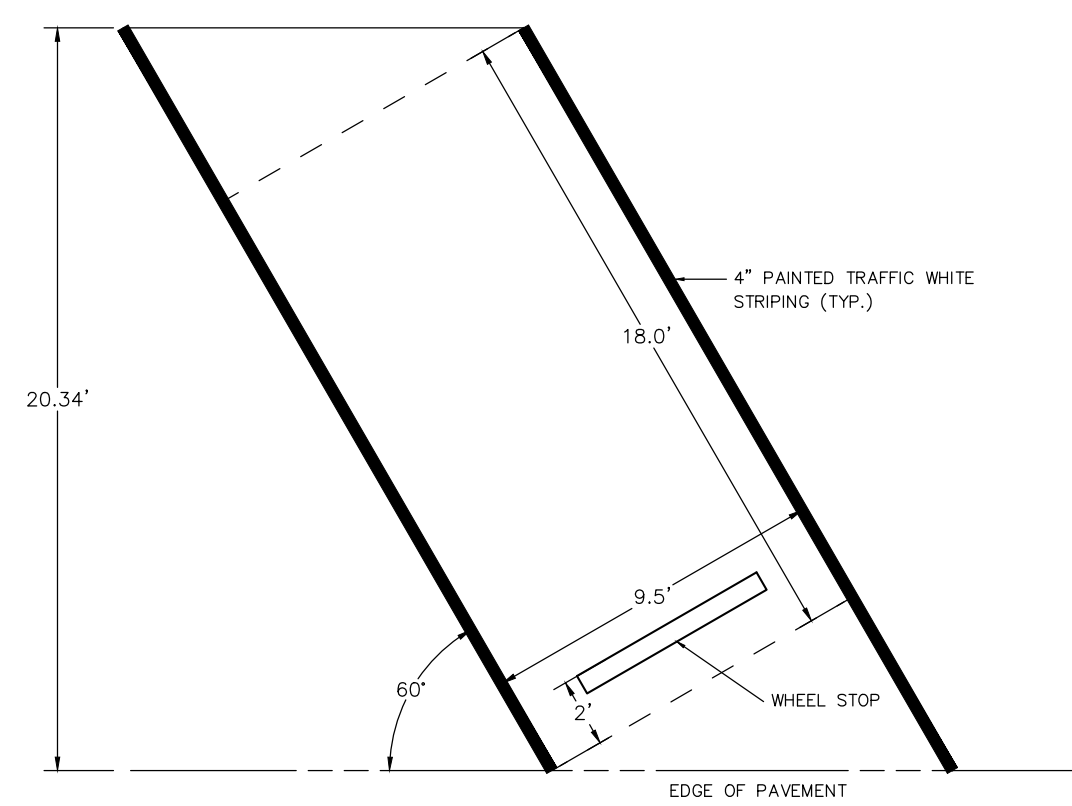 4” PAINTED TRAFFIC WHITE
STRIPING (TYP.)
18.0’
20.34’
9.5’
60°
2’
WHEEL STOP
EDGE OF PAVEMENT